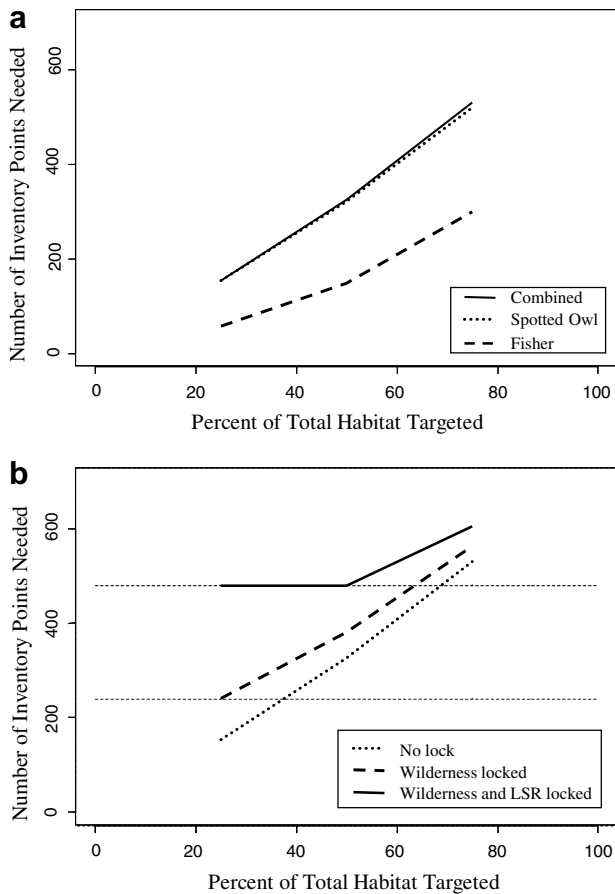 a
Number of Inventory Points Needed
600
400
200
0
Combined
Spotted Owl
Fisher
0 20 40 60 80 100
Percent of Total Habitat Targeted
b
Number of Inventory Points Needed
600
400
200
0
No lock
Wilderness locked
Wilderness and LSR locked
0 20 40 60 80 100
Percent of Total Habitat Targeted